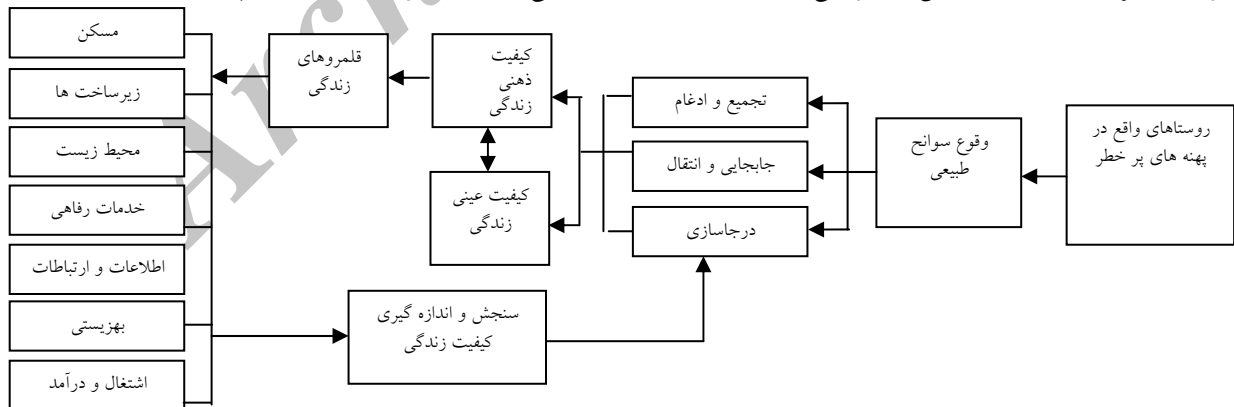 روستاهای واقع در
پهنه های پر خطر
وقوع سوانح
طبیعی
تجمیع و ادغام
جابجایی و انتقال
درجاسازی
کیفیت
ذهنی
زندگی
کیفیت عینی
زندگی
قلمروهای
زندگی
مسکن
زیرساخت ها
محیط زیست
خدمات رفاهی
اطلاعات و ارتباطات
بهزیستی
اشتغال و درآمد
سنجش و اندازه گیری
کیفیت زندگی